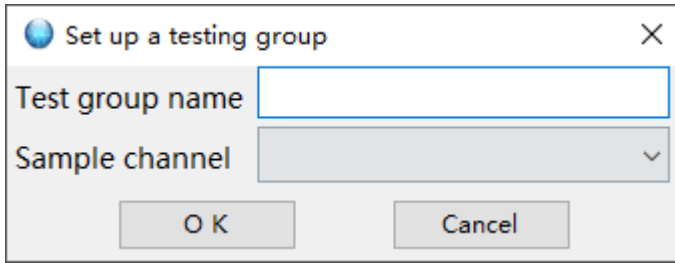 Set up a testing group
Test group name
Sample channel
O K
Cancel